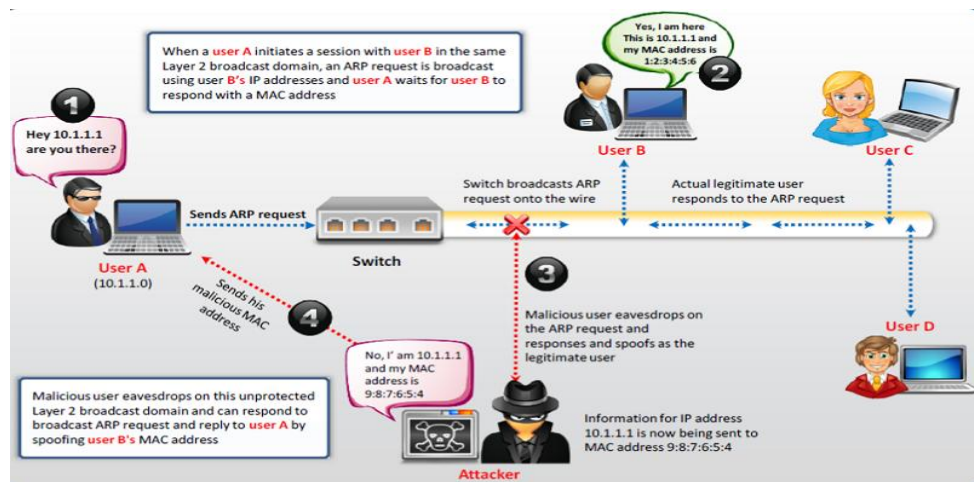 When a user A initiates a session with user B in the same
Layer 2 broadcast domain, an ARP request is broadcast
using user B's IP addresses and user A waits for user B to
respond with a MAC address
Yes, I am here
This is 10.1.1.1 and
my MAC address is
1:2:3:4:5:6
2
1
Hey 10.1.1.1
are you there?
User B
User C
Switch broadcasts ARP
request onto the wire
Actual legitimate user
responds to the ARP request
Sends ARP request
Switch
User A
(10.1.1.0)
3
Sends his
malicious MAC
address
4
Malicious user eavesdrops on
the ARP request and
responses and spoofs as the
legitimate user
User D
No, I' am 10.1.1.1
and my MAC
address is
9:8:7:6:5:4
Malicious user eavesdrops on this unprotected
Layer 2 broadcast domain and can respond to
broadcast ARP request and reply to user A by
spoofing user B's MAC address
Information for IP address
10.1.1.1 is now being sent to
MAC address 9:8:7:6:5:4
Attacker